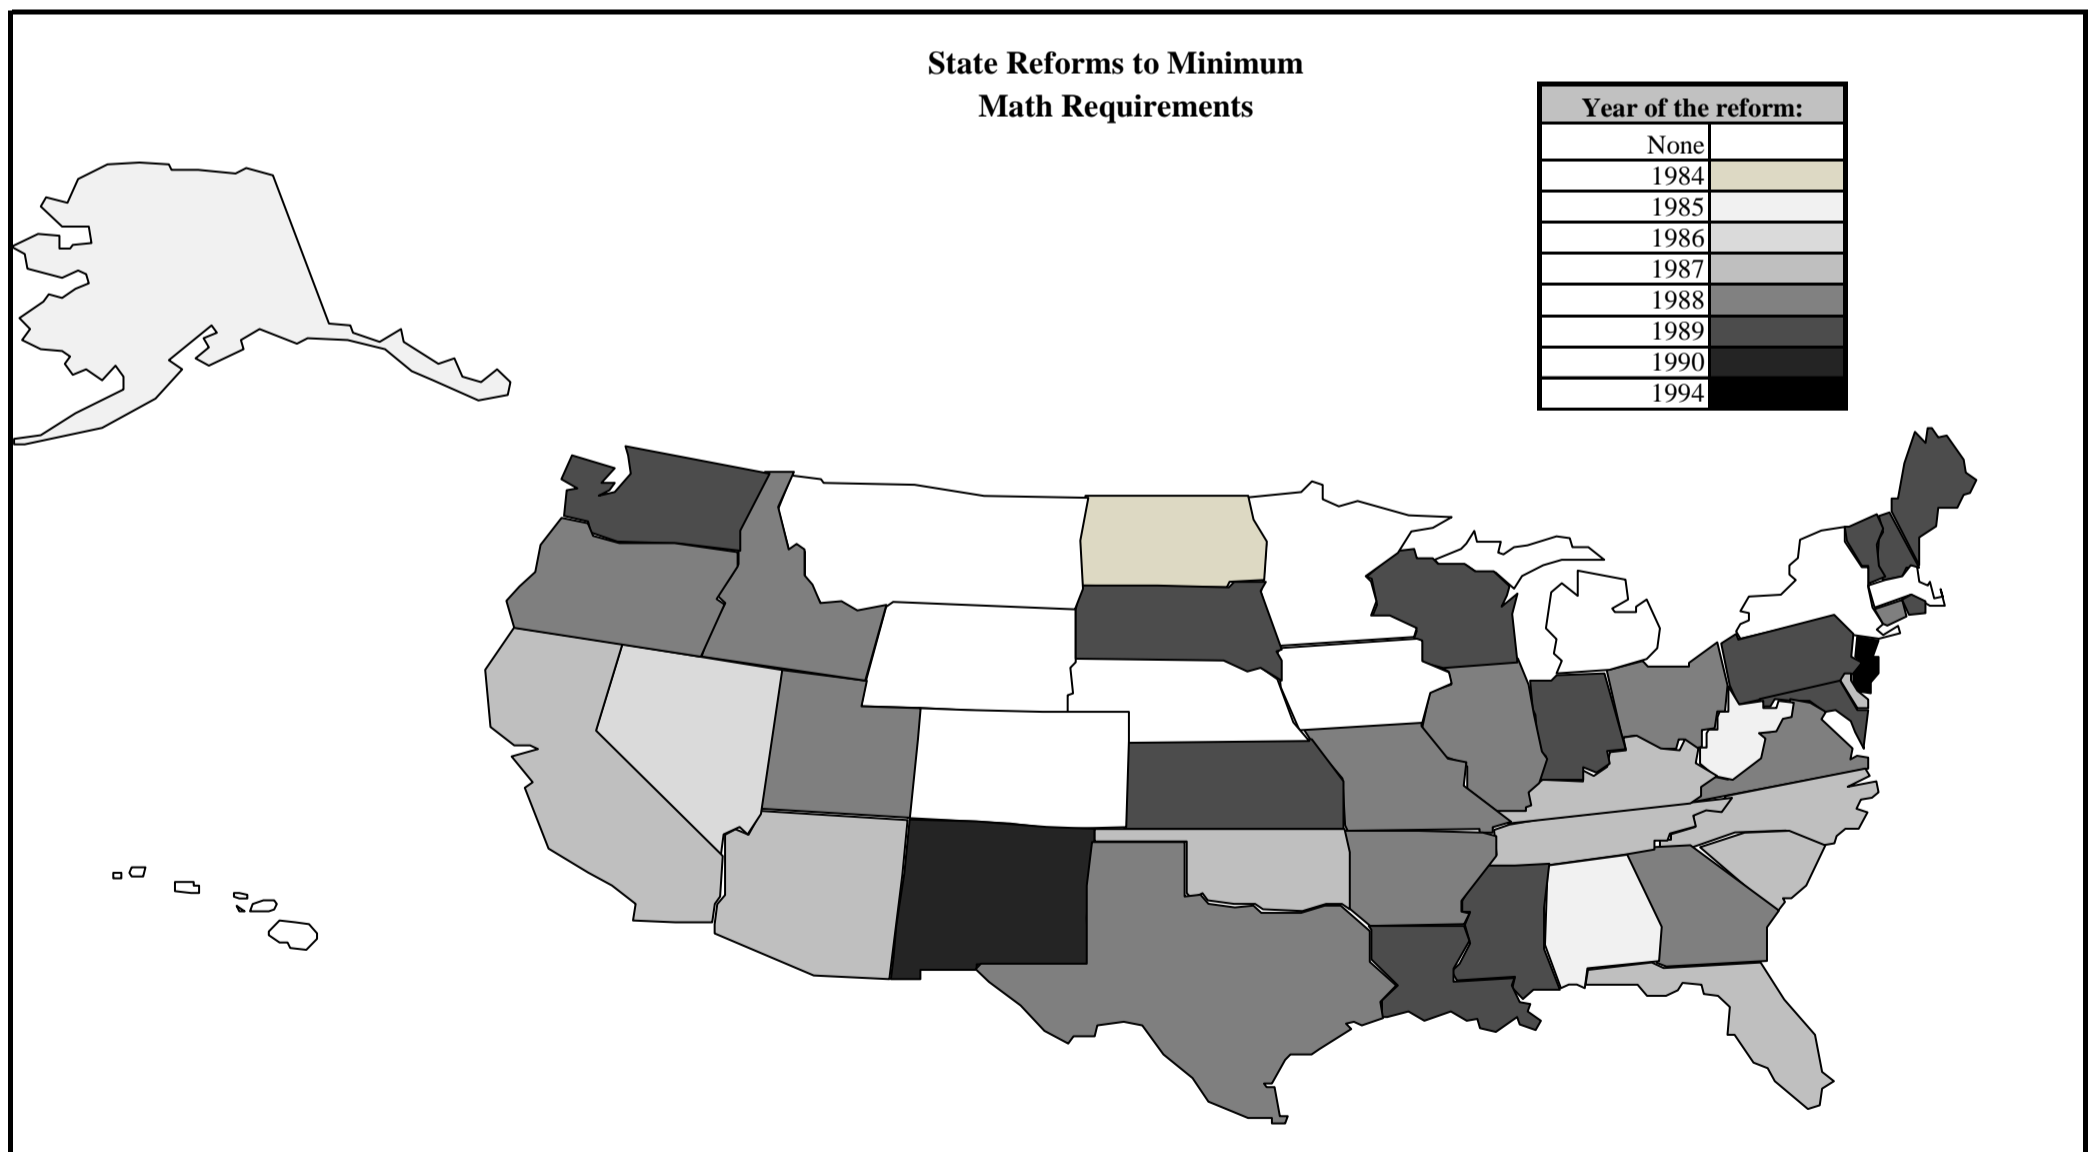 State Reforms to Minimum
Math Requirements
Year of the reform:
None
1984
1985
1986
1987
1988
1989
1990
1994